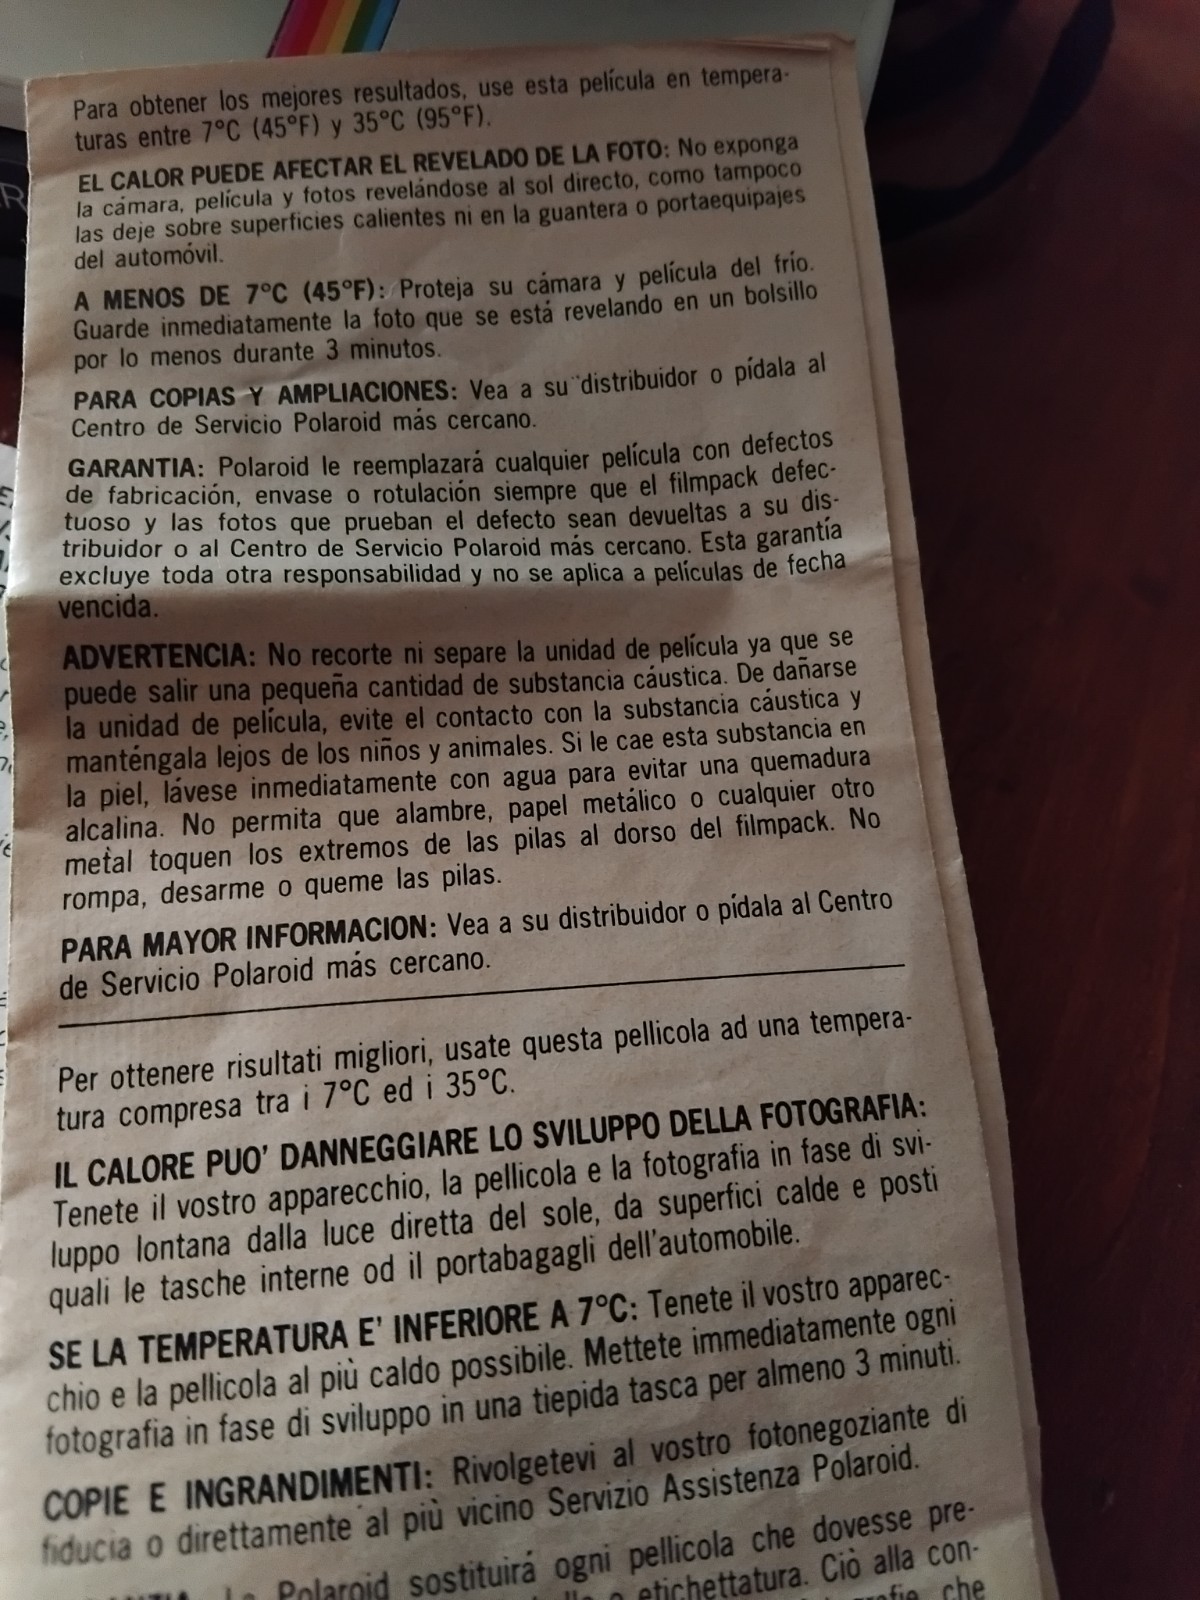 Para obtener los mejores resultados, use esta película en tempera-
turas entre 7°C (45°F) y 35°C (95°F).
EL CALOR PUEDE AFECTAR EL REVELADO DE LA FOTO: No exponga
la cámara, película y fotos revelándose al sol directo, como tampoco
las deje sobre superficies calientes ni en la guantera o portaequipajes
del automóvil.
A MENOS DE 7°C (45°F): Proteja su cámara y película del frío.
Guarde inmediatamente la foto que se está revelando en un bolsillo
por lo menos durante 3 minutos.
PARA COPIAS Y AMPLIACIONES: Vea a su distribuidor o pídala al
Centro de Servicio Polaroid más cercano.
GARANTIA: Polaroid le reemplazará cualquier película con defectos
de fabricación, envase o rotulación siempre que el filmpack defec-
tuoso y las fotos que prueban el defecto sean devueltas a su dis-
tribuidor o al Centro de Servicio Polaroid más cercano. Esta garantía
excluye toda otra responsabilidad y no se aplica a películas de fecha
vencida.
ADVERTENCIA: No recorte ni separe la unidad de película ya que se
puede salir una pequeña cantidad de substancia cáustica. De dañarse
la unidad de película, evite el contacto con la substancia cáustica y
manténgala lejos de los niños y animales. Si le cae esta substancia en
la piel, lávese inmediatamente con agua para evitar una quemadura
alcalina. No permita que alambre, papel metálico o cualquier otro
metal toquen los extremos de las pilas al dorso del filmpack. No
rompa, desarme o queme las pilas.
PARA MAYOR INFORMACION: Vea a su distribuidor o pídala al Centro
de Servicio Polaroid más cercano.
Per ottenere risultati migliori, usate questa pellicola ad una tempera-
tura compresa tra i 7°C ed i 35°C.
IL CALORE PUO' DANNEGGIARE LO SVILUPPO DELLA FOTOGRAFIA:
Tenete il vostro apparecchio, la pellicola e la fotografia in fase di svi-
luppo lontana dalla luce diretta del sole, da superfici calde e posti
quali le tasche interne od il portabagagli dell'automobile.
SE LA TEMPERATURA E' INFERIORE A 7°C: Tenete il vostro apparec-
chio e la pellicola al più caldo possibile. Mettete immediatamente ogni
fotografia in fase di sviluppo in una tiepida tasca per almeno 3 minuti.
COPIE E INGRANDIMENTI: Rivolgetevi al vostro fotonegoziante di
fiducia o direttamente al più vicino Servizio Assistenza Polaroid.
Polaroid sostituirá ogni pellicola che dovesse pre-
etichettatura. Ciò alla con-
che